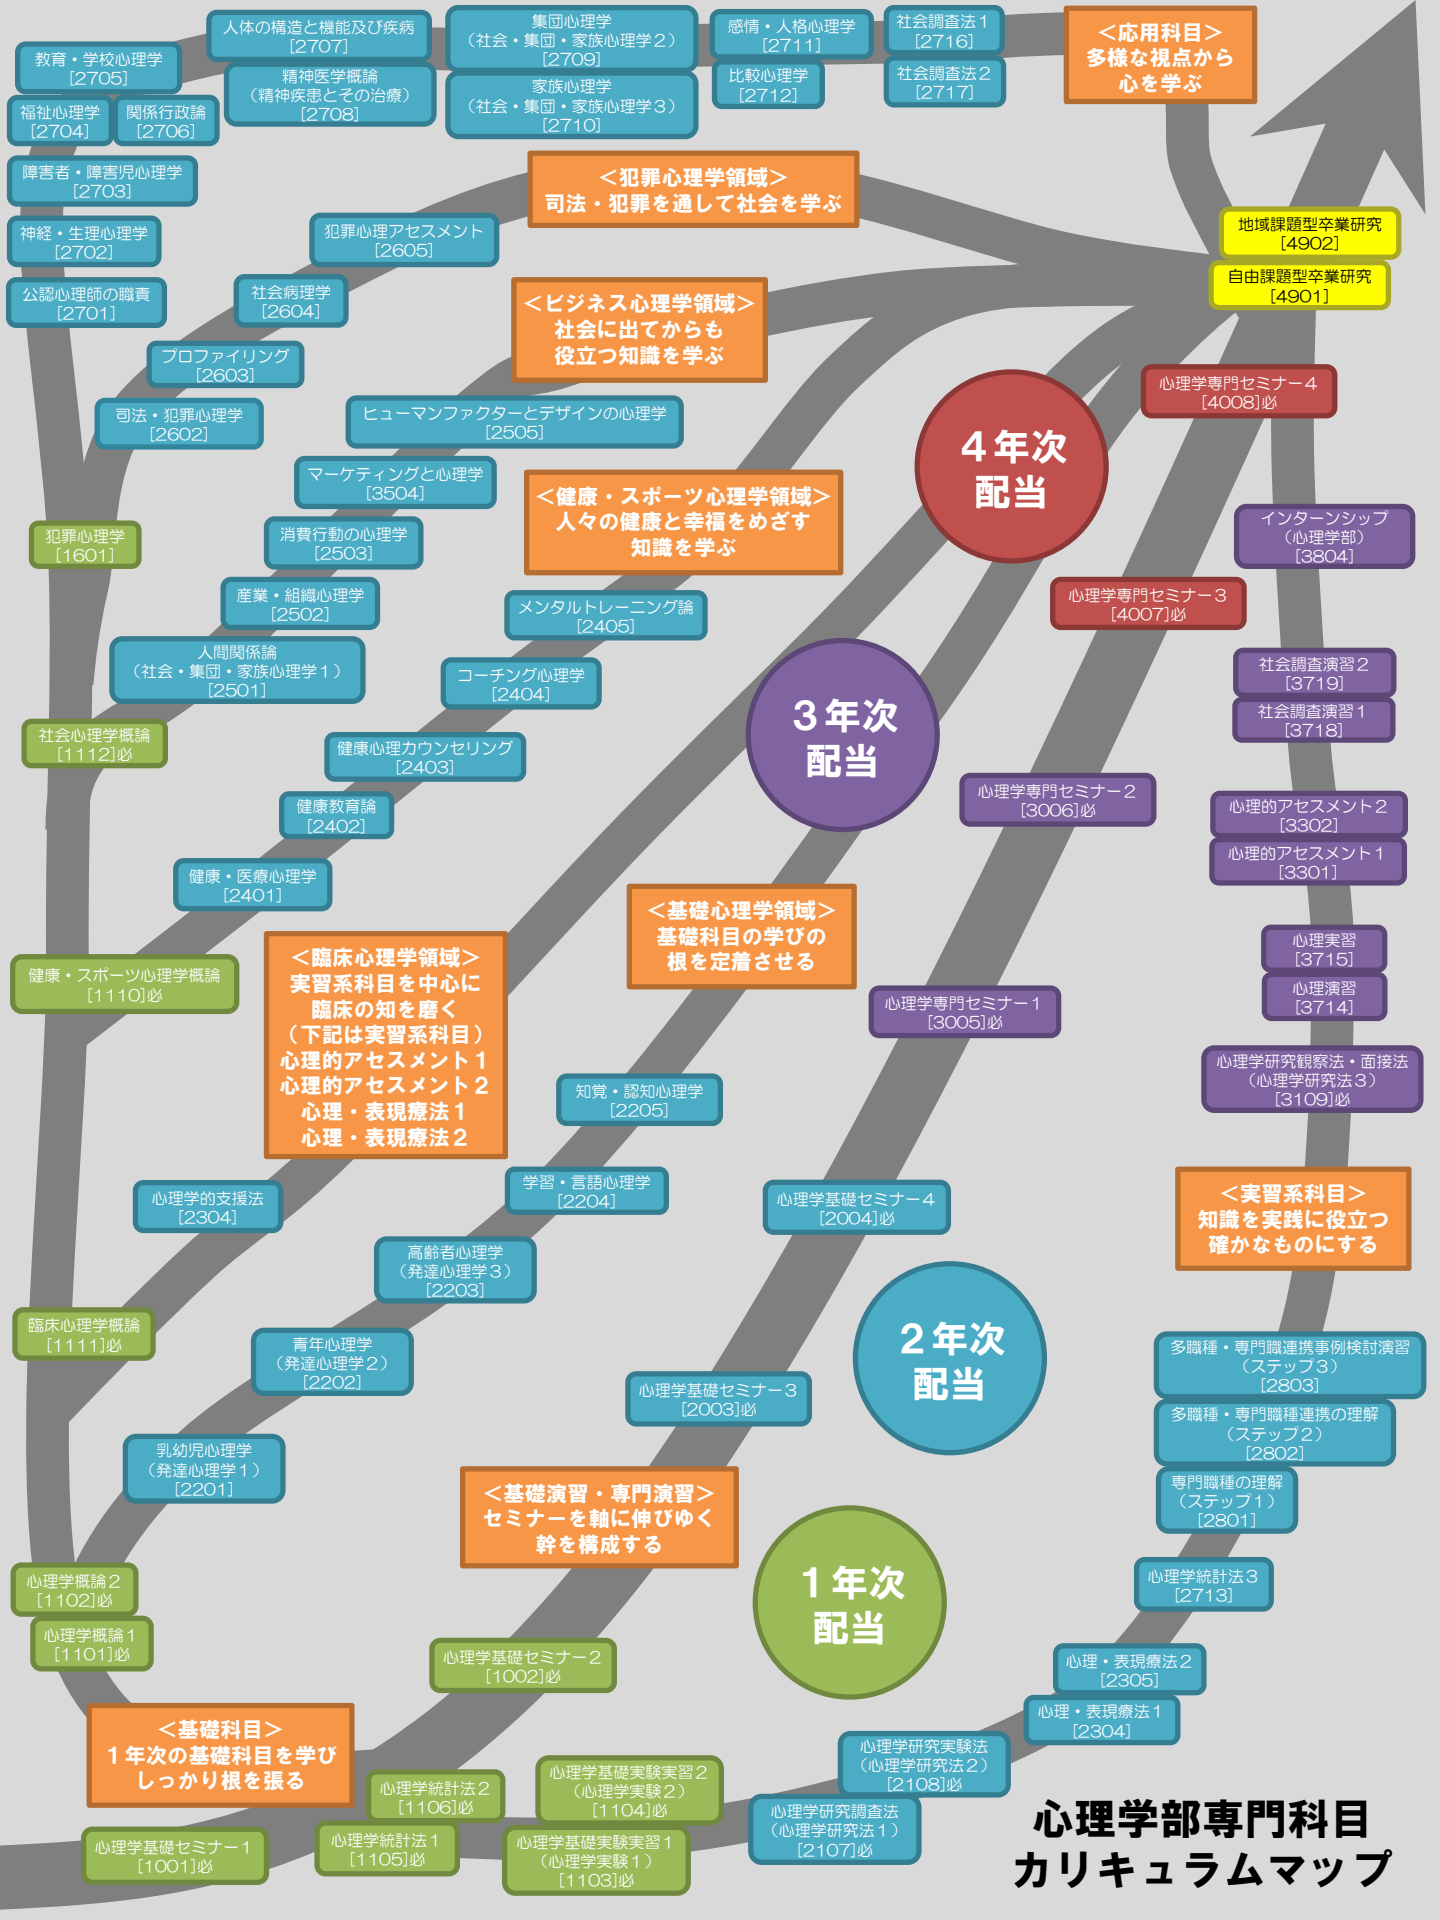 人体の構造と機能及び疾病
[2707]
集団心理学
（社会・集団・家族心理学２）
[2709]
感情・人格心理学
[2711]
社会調査法１
[2716]
＜応用科目＞
多様な視点から
心を学ぶ
教育・学校心理学
[2705]
精神医学概論
（精神疾患とその治療）
[2708]
家族心理学
（社会・集団・家族心理学３）
[2710]
比較心理学
[2712]
社会調査法２
[2717]
福祉心理学
[2704]
関係行政論
[2706]
障害者・障害児心理学
[2703]
＜犯罪心理学領域＞
司法・犯罪を通して社会を学ぶ
神経・生理心理学
[2702]
犯罪心理アセスメント
[2605]
地域課題型卒業研究
[4902]
自由課題型卒業研究
[4901]
公認心理師の職責
[2701]
社会病理学
[2604]
＜ビジネス心理学領域＞
社会に出てからも
役立つ知識を学ぶ
プロファイリング
[2603]
心理学専門セミナー４
[4008]必
司法・犯罪心理学
[2602]
ヒューマンファクターとデザインの心理学
[2505]
４年次
配当
マーケティングと心理学
[3504]
＜健康・スポーツ心理学領域＞
人々の健康と幸福をめざす
知識を学ぶ
犯罪心理学
[1601]
消費行動の心理学
[2503]
インターンシップ
（心理学部）
[3804]
産業・組織心理学
[2502]
メンタルトレーニング論
[2405]
心理学専門セミナー３
[4007]必
人間関係論
（社会・集団・家族心理学１）
[2501]
コーチング心理学
[2404]
社会調査演習２
[3719]
社会調査演習１
[3718]
３年次
配当
社会心理学概論
[1112]必
健康心理カウンセリング
[2403]
健康教育論
[2402]
心理学専門セミナー２
[3006]必
心理的アセスメント２
[3302]
心理的アセスメント１
[3301]
健康・医療心理学
[2401]
＜基礎心理学領域＞
基礎科目の学びの
根を定着させる
健康・スポーツ心理学概論
[1110]必
＜臨床心理学領域＞
実習系科目を中心に
臨床の知を磨く
（下記は実習系科目）
心理的アセスメント１
心理的アセスメント２
心理・表現療法１
心理・表現療法２
心理実習
[3715]
心理演習
[3714]
心理学専門セミナー１
[3005]必
心理学研究観察法・面接法
（心理学研究法３）
[3109]必
知覚・認知心理学
[2205]
学習・言語心理学
[2204]
心理学的支援法
[2304]
心理学基礎セミナー４
[2004]必
＜実習系科目＞
知識を実践に役立つ
確かなものにする
高齢者心理学
（発達心理学３）
[2203]
臨床心理学概論
[1111]必
青年心理学
（発達心理学２）
[2202]
２年次
配当
多職種・専門職連携事例検討演習
（ステップ３）
[2803]
心理学基礎セミナー３
[2003]必
多職種・専門職種連携の理解
（ステップ２）
[2802]
乳幼児心理学
（発達心理学１）
[2201]
＜基礎演習・専門演習＞
セミナーを軸に伸びゆく
幹を構成する
専門職種の理解
（ステップ１）
[2801]
心理学概論２
[1102]必
１年次
配当
心理学統計法３
[2713]
心理学概論１
[1101]必
心理学基礎セミナー２
[1002]必
心理・表現療法２
[2305]
心理・表現療法１
[2304]
＜基礎科目＞
１年次の基礎科目を学び
しっかり根を張る
心理学研究実験法
（心理学研究法２）
[2108]必
心理学統計法２
[1106]必
心理学基礎実験実習２
（心理学実験２）
[1104]必
心理学研究調査法
（心理学研究法１）
[2107]必
心理学基礎セミナー１
[1001]必
心理学統計法１
[1105]必
心理学基礎実験実習１
（心理学実験１）
[1103]必
心理学部専門科目
カリキュラムマップ